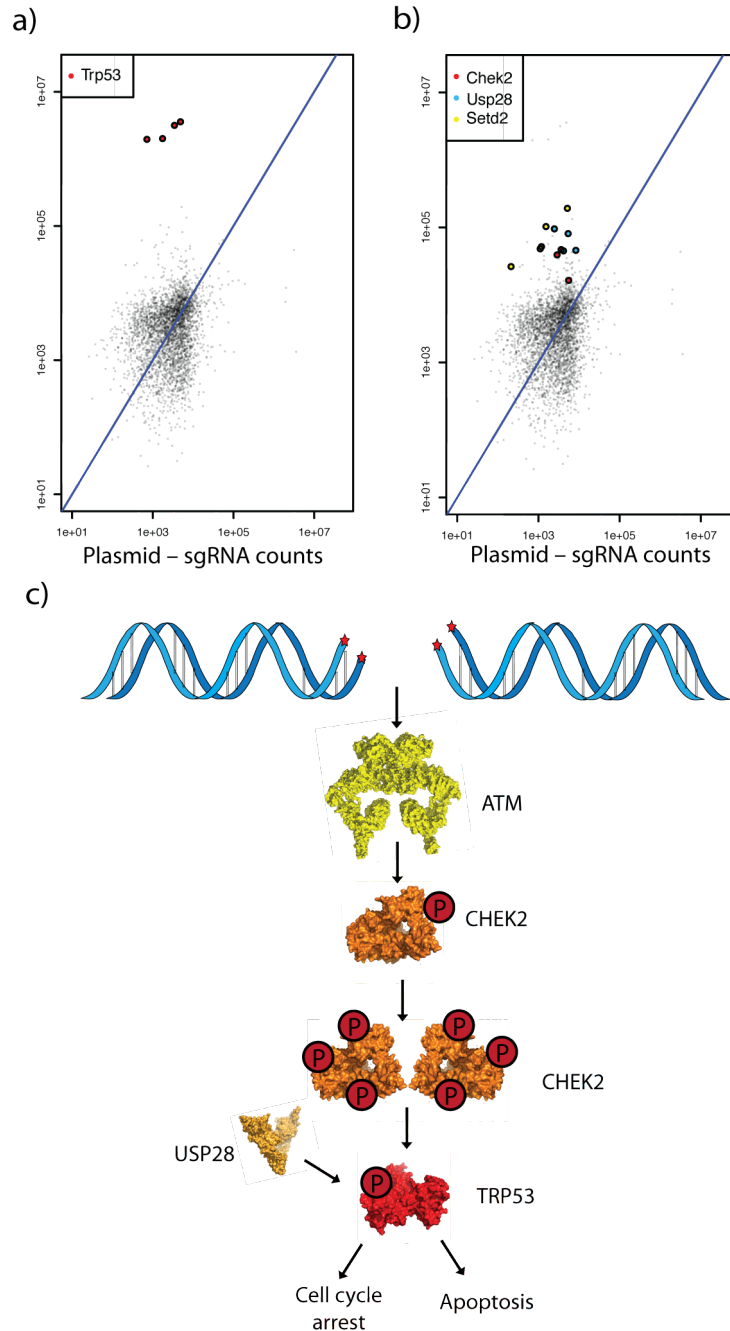 a)
Trp53
1e+07
1e+05
1e+03
1e+01
1e+01 1e+03 1e+05 1e+07
Plasmid – sgRNA counts
b)
Chek2
Usp28
Setd2
1e+07
1e+05
1e+03
1e+01
1e+01 1e+03 1e+05 1e+07
Plasmid – sgRNA counts
c)
ATM
P
CHEK2
P P
P P
CHEK2
P P
USP28
P
TRP53
Cell cycle
arrest
Apoptosis